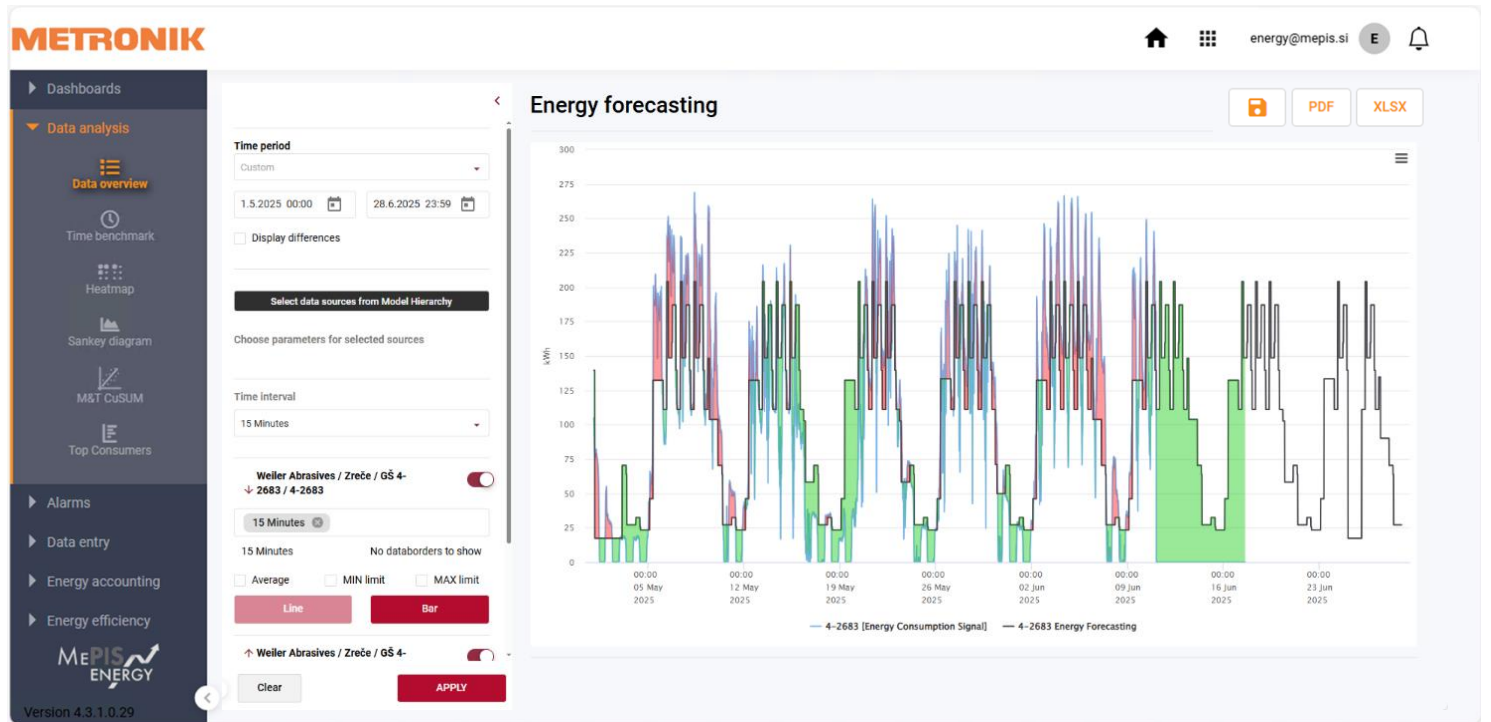 METRONIK
energy@mepis.si
E
Dashboards
Data analysis
Data overview
Time benchmark
Heatmap
Sankey diagram
M&T CuSUM
Top Consumers
Alarms
Data entry
Energy accounting
Energy efficiency
MEPIS
ENERGY
Version 4.3.1.0.29
Time period
Custom
1.5.2025 00:00
28.6.2025 23:59
Display differences
Select data sources from Model Hierarchy
Choose parameters for selected sources
Time interval
15 Minutes
Weiler Abrasives / Zreče / GŠ 4-
2683 / 4-2683
15 Minutes
15 Minutes No databorders to show
Average MIN limit MAX limit
Line Bar
Weiler Abrasives / Zreče / GŠ 4-
Clear APPLY
Energy forecasting
PDF XLSX
300
275
250
225
200
175
150
125
100
75
50
25
0
kWh
00:00 00:00 00:00 00:00 00:00 00:00 00:00 00:00
05 May 12 May 19 May 26 May 02 Jun 09 Jun 16 Jun 23 Jun
2025 2025 2025 2025 2025 2025 2025 2025
4-2683 [Energy Consumption Signal] 4-2683 Energy Forecasting